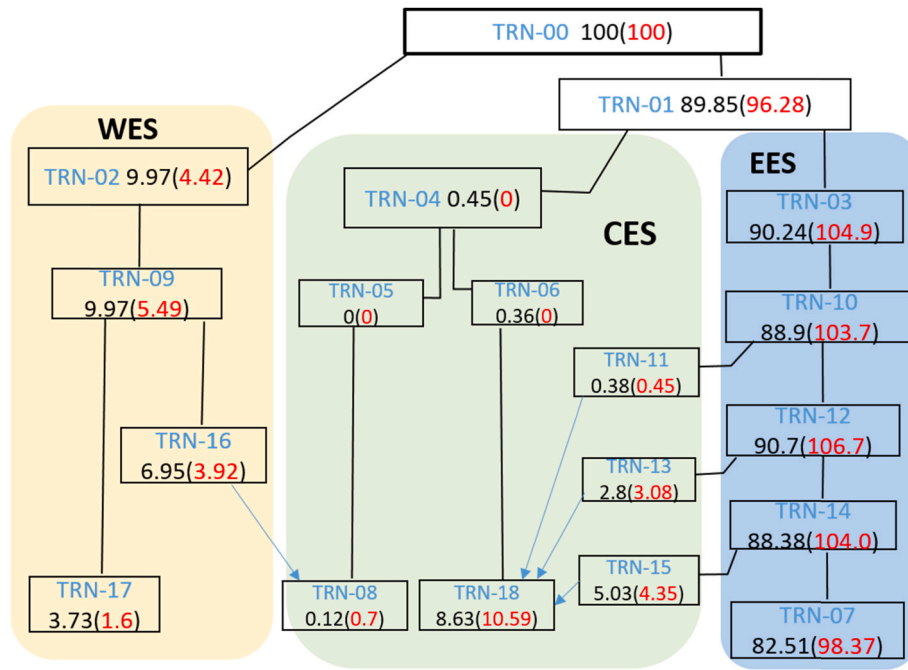 TRN-00 100(100)
TRN-01 89.85(96.28)
WES
TRN-02 9.97(4.42)
TRN-09
9.97(5.49)
TRN-16
6.95(3.92)
TRN-17
3.73(1.6)
CES
TRN-04 0.45(0)
TRN-05
0(0)
TRN-06
0.36(0)
TRN-11
0.38(0.45)
TRN-13
2.8(3.08)
TRN-15
5.03(4.35)
TRN-08
0.12(0.7)
TRN-18
8.63(10.59)
EES
TRN-03
90.24(104.9)
TRN-10
88.9(103.7)
TRN-12
90.7(106.7)
TRN-14
88.38(104.0)
TRN-07
82.51(98.37)